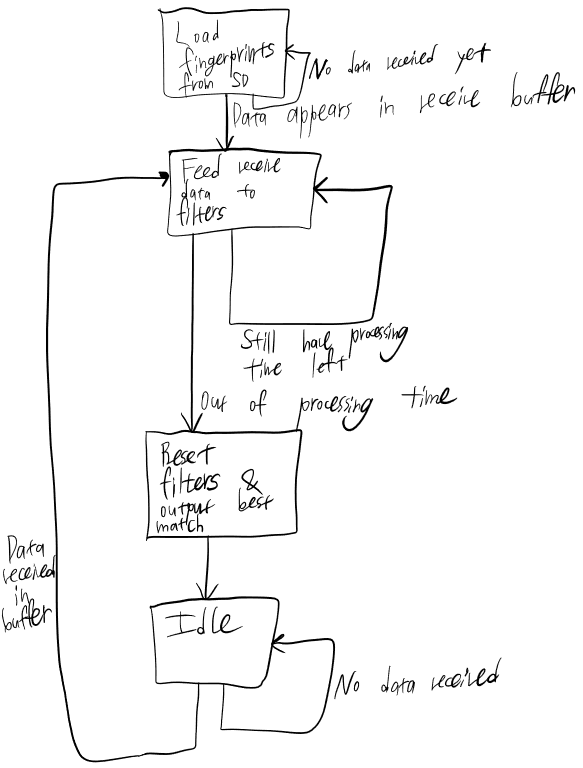 Load
fingerprints
from SD
No data received yet
Data appears in receive buffer
Feed receive
data to
filters
Still have processing
time left
Out of processing time
Reset
filters &
output best
match
Data
received
in
buffer
Idle
No data received